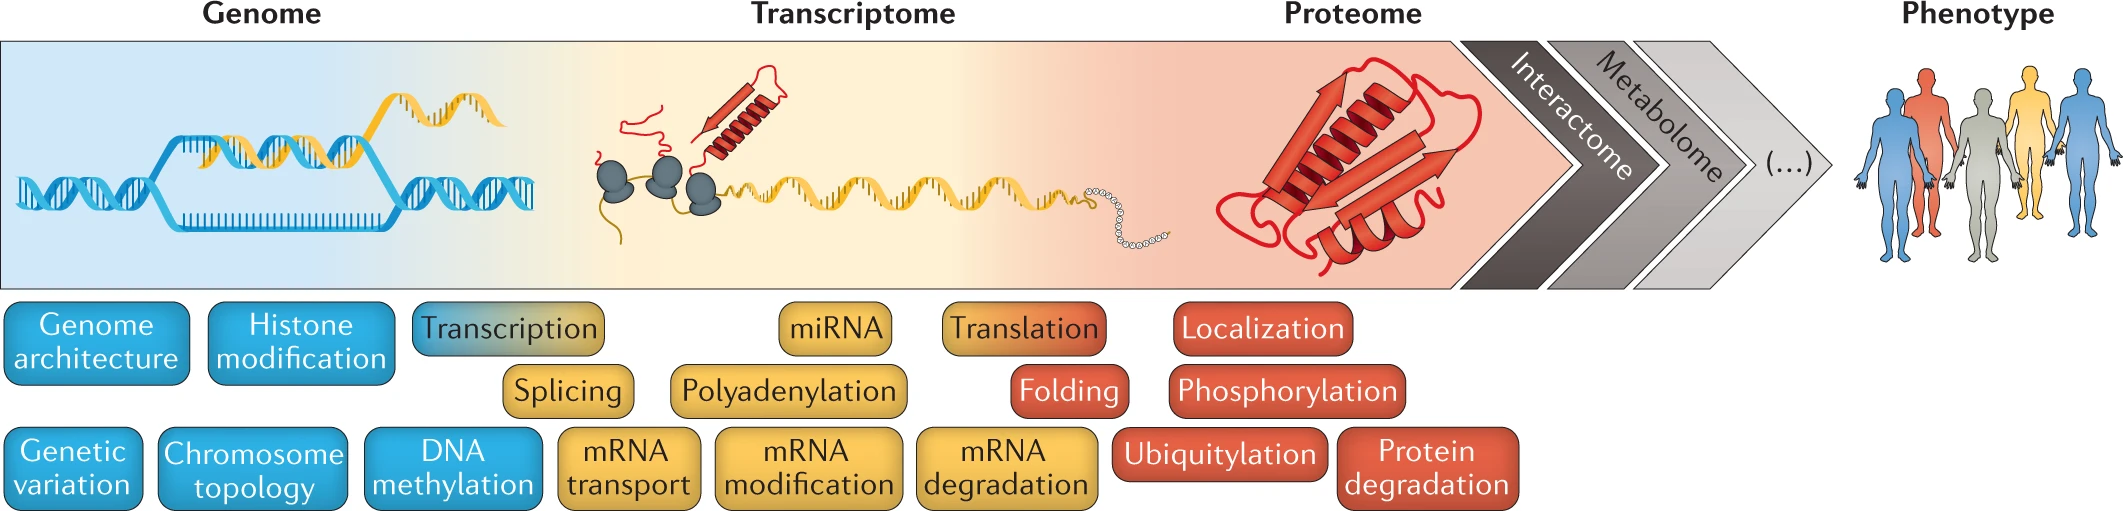 Genome
Transcriptome
Proteome
Phenotype
Interactome
Metabolome
(...)
Genome
architecture
Histone
modification
Transcription
miRNA
Translation
Localization
Splicing
Polyadenylation
Folding
Phosphorylation
Genetic
variation
Chromosome
topology
DNA
methylation
mRNA
transport
mRNA
modification
mRNA
degradation
Ubiquitylation
Protein
degradation